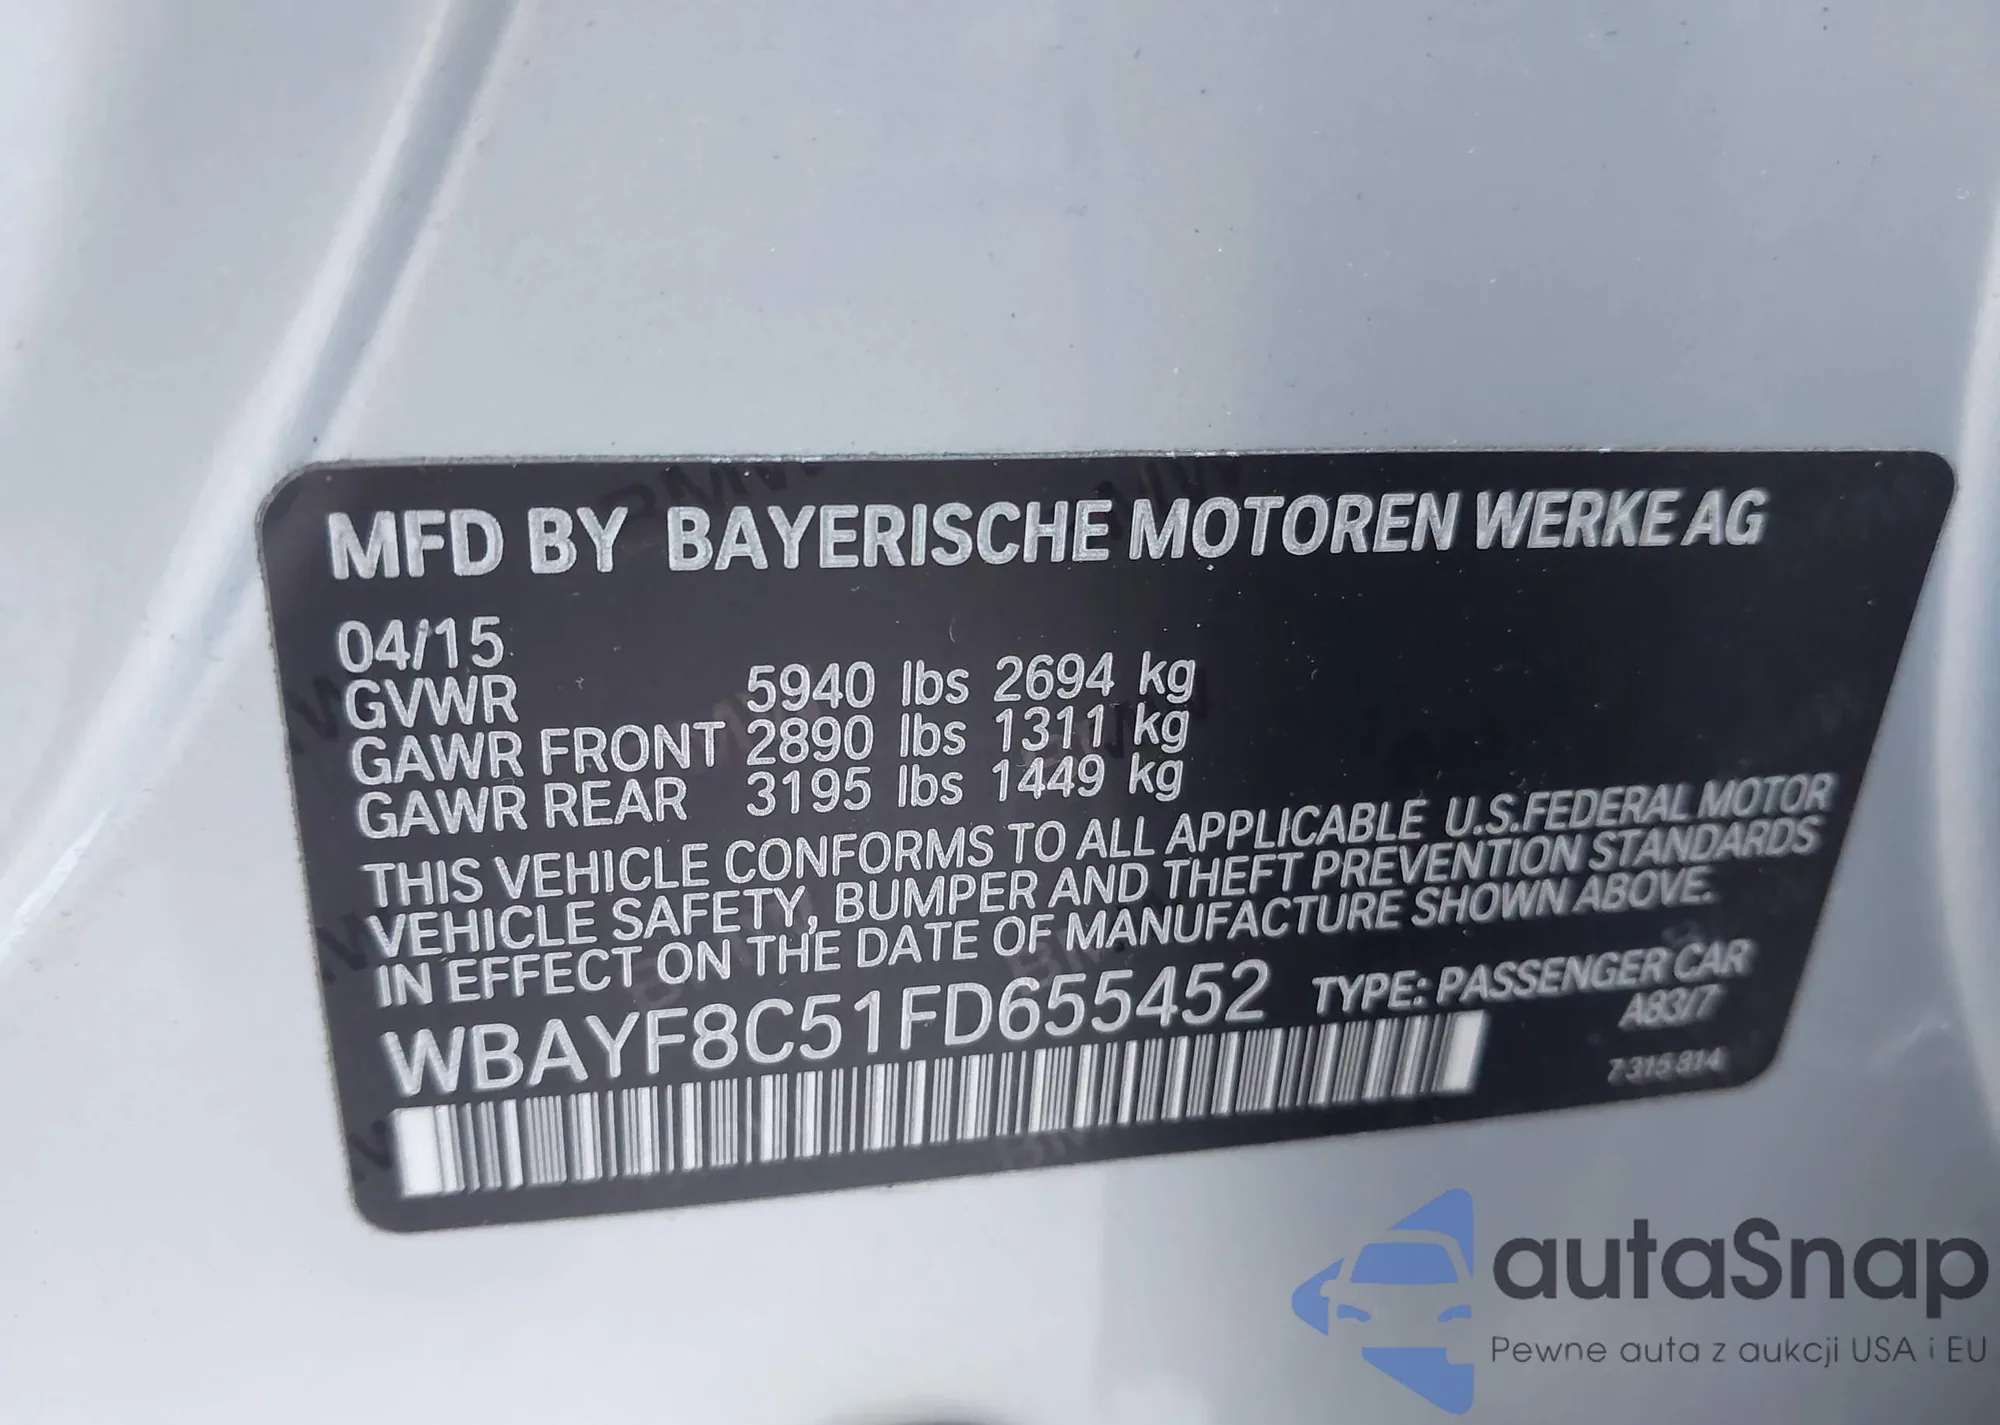 MFD BY BAYERISCHE MOTOREN WERKE AG
04/15
GVWR 5940 lbs 2694 kg
GAWR FRONT 2890 lbs 1311 kg
GAWR REAR 3195 lbs 1449 kg
THIS VEHICLE CONFORMS TO ALL APPLICABLE U.S.FEDERAL MOTOR
VEHICLE SAFETY, BUMPER AND THEFT PREVENTION STANDARDS
IN EFFECT ON THE DATE OF MANUFACTURE SHOWN ABOVE.
WBAYF8C51FD655452 TYPE: PASSENGER CAR
A83/7
7 315 814
autaSnap
Pewne auta z aukcji USA i EU